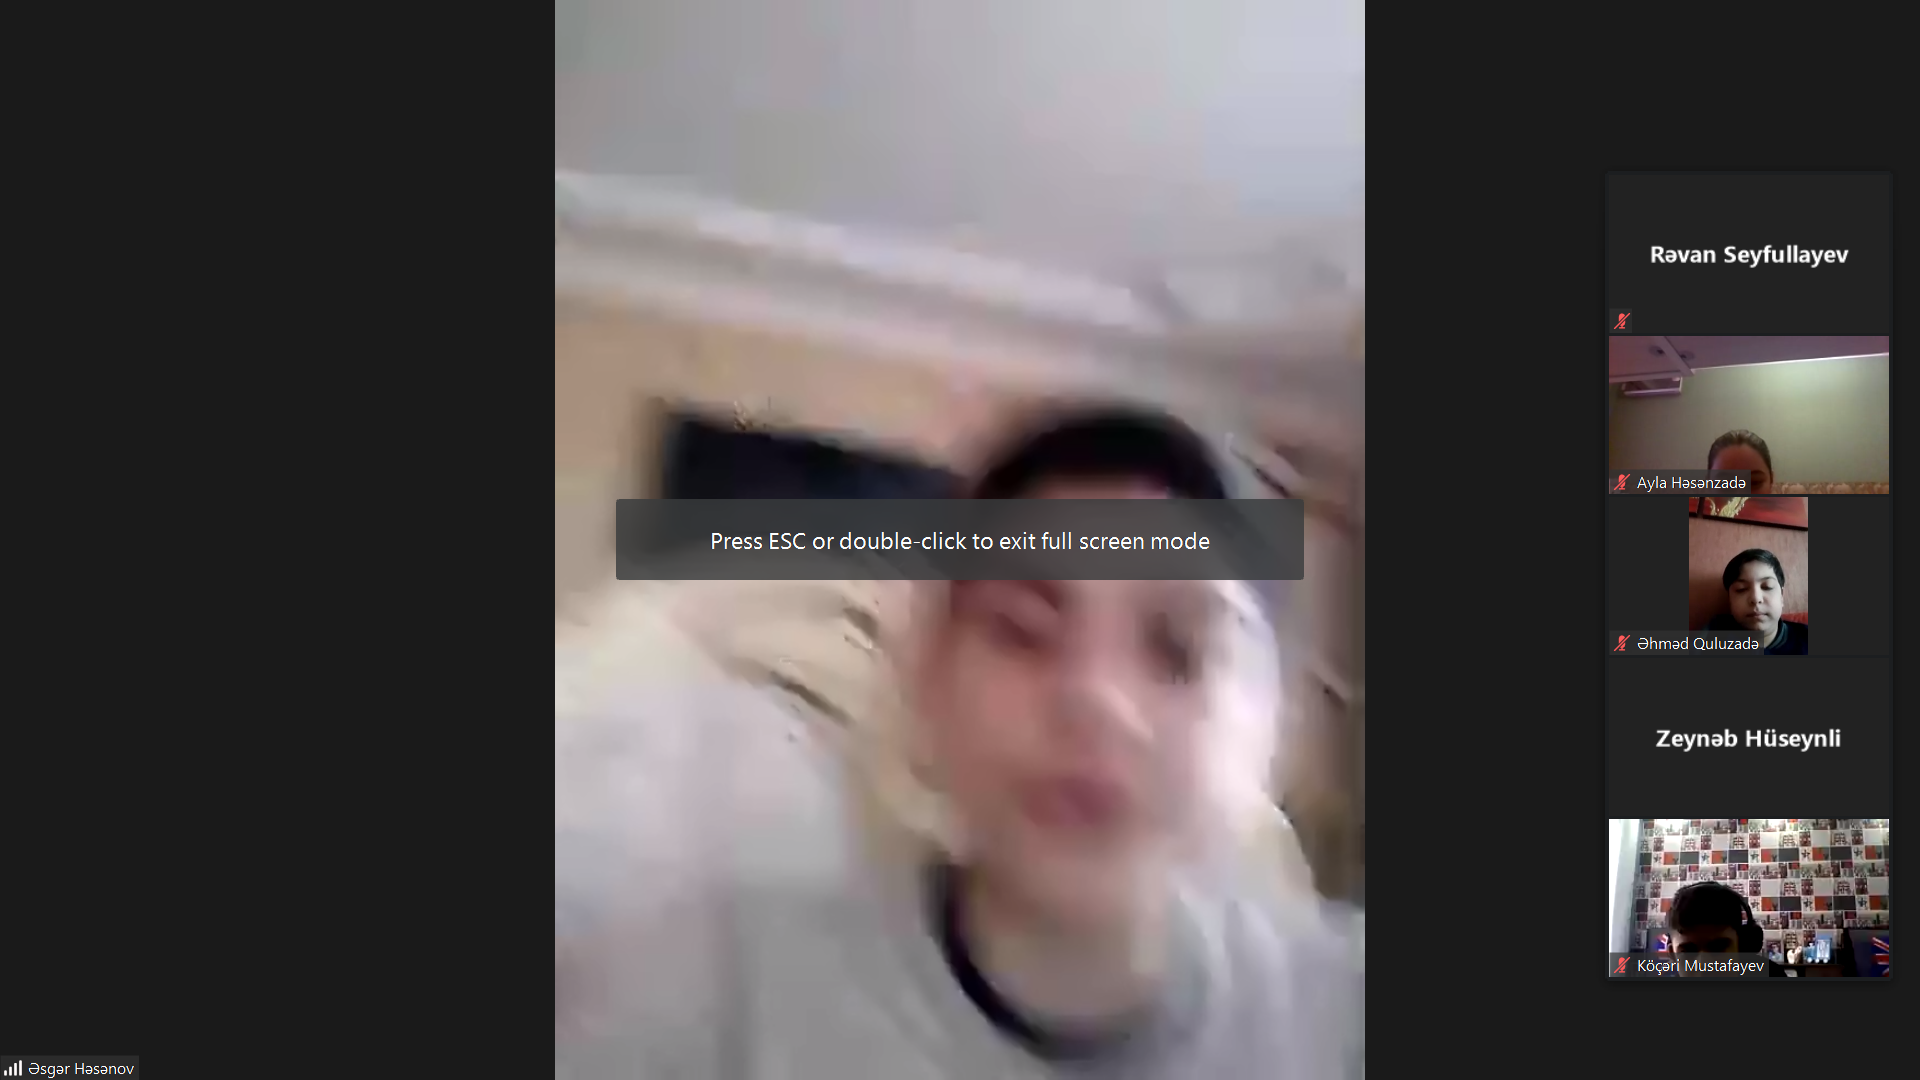 Press ESC or double-click to exit full screen mode
Rəvan Seyfullayev
Ayla Həsənzadə
Əhməd Quluzadə
Zeynəb Hüseynli
Köçəri Mustafayev
Əsgər Həsənov